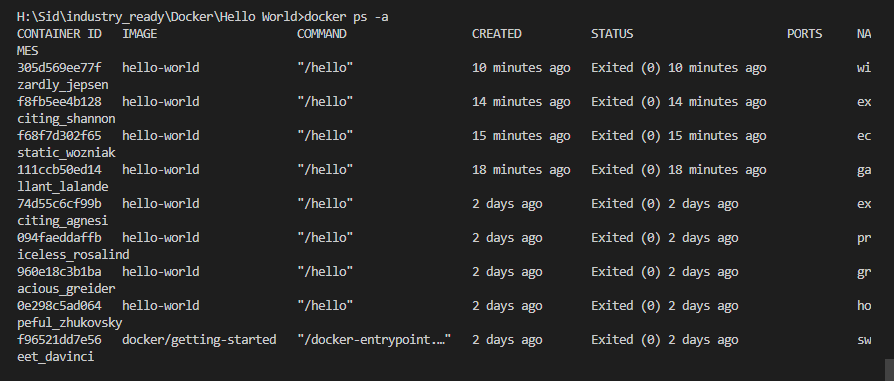 H:\Sid\industry_ready\Docker\Hello World>docker ps -a
CONTAINER ID   IMAGE                    COMMAND                  CREATED          STATUS                      PORTS     NA
MES
305d569ee77f   hello-world              "/hello"                 10 minutes ago   Exited (0) 10 minutes ago             wi
zardly_jepsen
f8fb5ee4b128   hello-world              "/hello"                 14 minutes ago   Exited (0) 14 minutes ago             ex
citing_shannon
f68f7d302f65   hello-world              "/hello"                 15 minutes ago   Exited (0) 15 minutes ago             ec
static_wozniak
111ccb50ed14   hello-world              "/hello"                 18 minutes ago   Exited (0) 18 minutes ago             ga
llant_lalande
74d55c6cf99b   hello-world              "/hello"                 2 days ago       Exited (0) 2 days ago                 ex
citing_agnesi
094faeddaffb   hello-world              "/hello"                 2 days ago       Exited (0) 2 days ago                 pr
iceless_rosalind
960e18c3b1ba   hello-world              "/hello"                 2 days ago       Exited (0) 2 days ago                 gr
acious_greider
0e298c5ad064   hello-world              "/hello"                 2 days ago       Exited (0) 2 days ago                 ho
peful_zhukovsky
f96521dd7e56   docker/getting-started   "/docker-entrypoint.…"   2 days ago       Exited (0) 2 days ago                 sw
eet_davinci